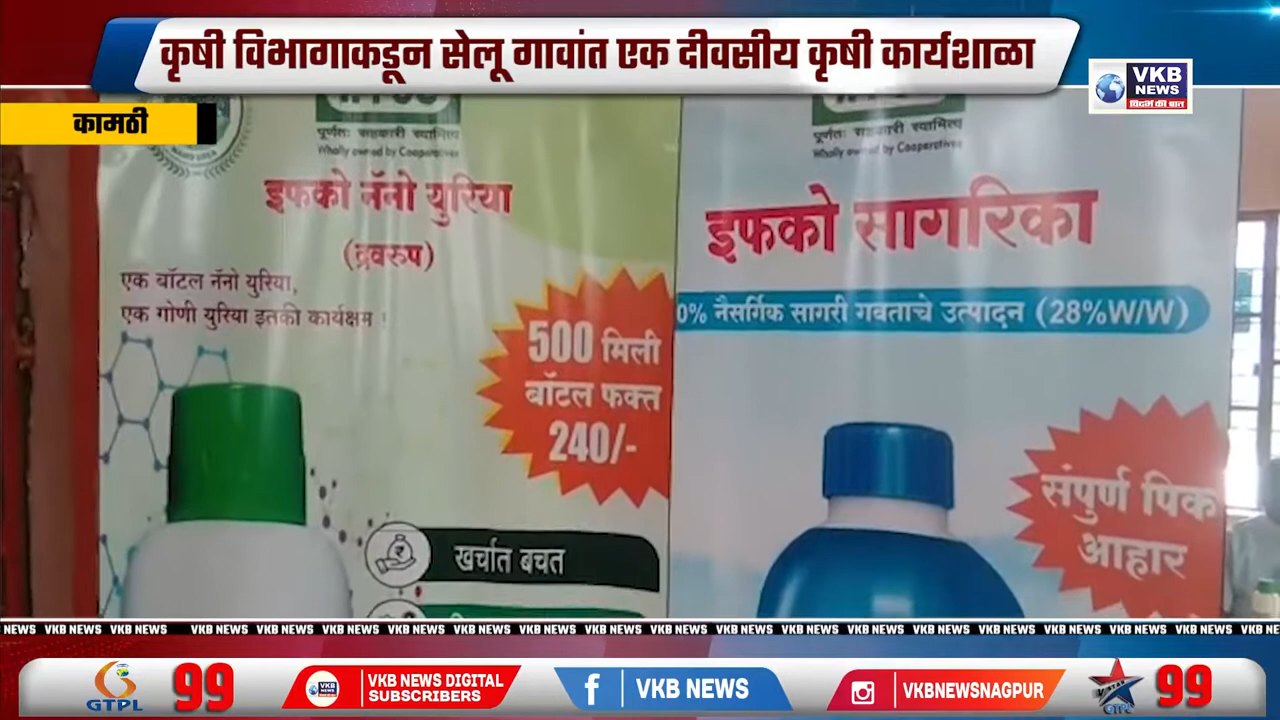 कृषी विभागाकडून सेलू गावांत एक दीवसीय कृषी कार्यशाळा
VKB
NEWS
विदर्भ की बात
कामठी
पूर्णतः सहकारी स्वामित्व
Wholly owned by Cooperatives
इफको नॅनो युरिया
(द्रवरुप)
एक बॉटल नॅनो युरिया,
एक गोणी युरिया इतकी कार्यक्षम !
500 मिली
बॉटल फक्त
240/-
खर्चात बचत
पूर्णतः सहकारी स्वामित्व
Wholly owned by Cooperatives
इफको सागरिका
0% नैसर्गिक सागरी गवताचे उत्पादन (28%W/W)
संपुर्ण पिक
आहार
NEWS VKB NEWS VKB NEWS VKB NEWS VKB NEWS VKB NEWS VKB NEWS VKB NEWS VKB NEWS VKB NEWS VKB NEWS VKB NEWS VKB NEWS VKB NEWS VKB NEWS VKB NEWS VKB NEWS VKB NEWS VKB NEWS VKB NE
GTPL
99
VKB NEWS DIGITAL
SUBSCRIBERS
VKB NEWS
VKBNEWSNAGPUR
V STAR
GTPL
99